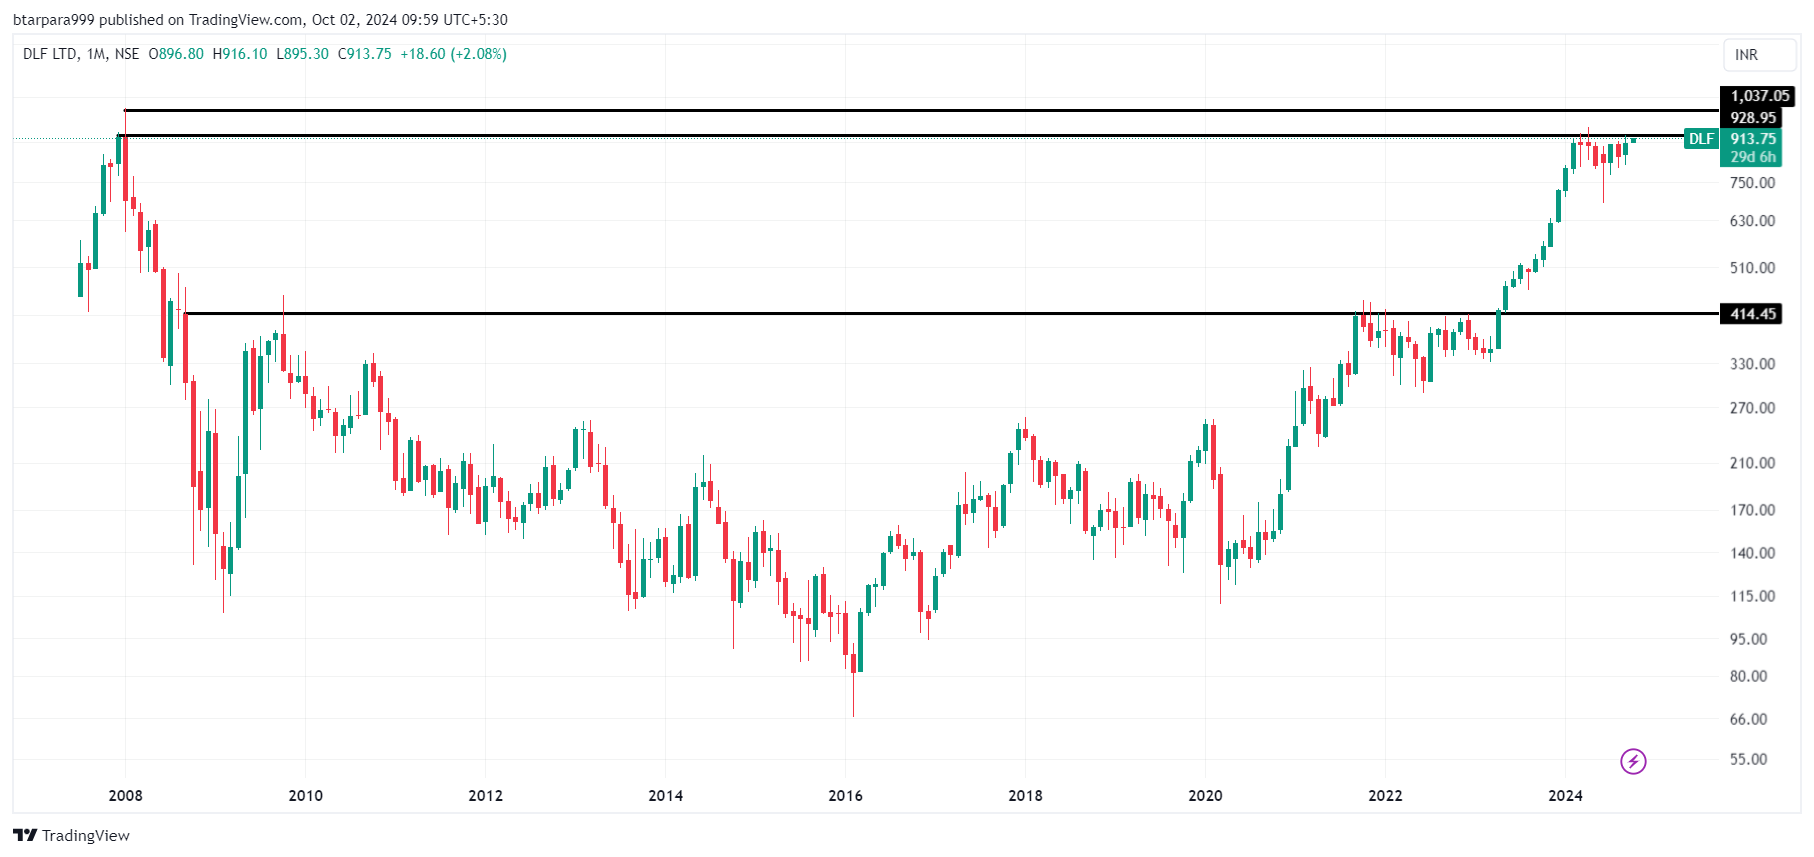 btarpara999 published on TradingView.com, Oct 02, 2024 09:59 UTC+5:30
DLF LTD, 1M, NSE O896.80 H916.10 L895.30 C913.75 +18.60 (+2.08%)
INR
1,037.05
928.95
DLF 913.75
29d 6h
750.00
630.00
510.00
414.45
330.00
270.00
210.00
170.00
140.00
115.00
95.00
80.00
66.00
55.00
2008 2010 2012 2014 2016 2018 2020 2022 2024
TradingView